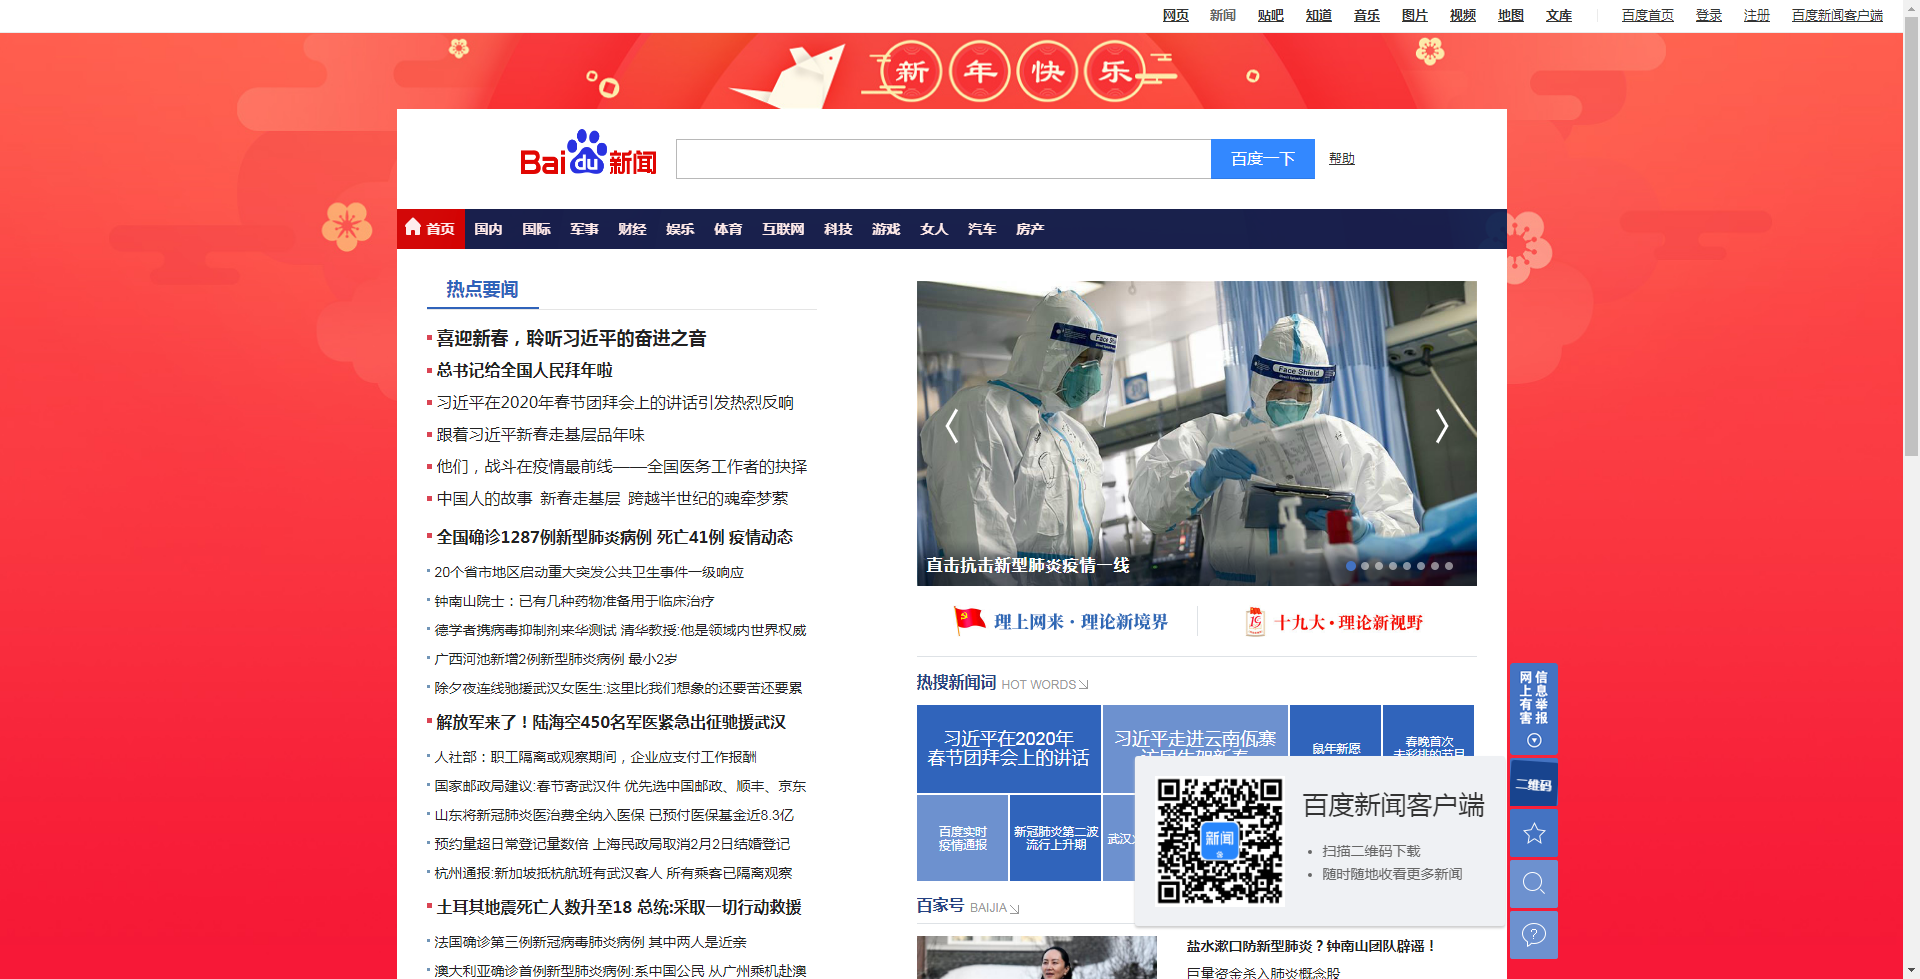 网页 新闻 贴吧 知道 音乐 图片 视频 地图 文库 百度首页 登录 注册 百度新闻客户端
新年快乐
Bai du 新闻
百度一下 帮助
首页 国内 国际 军事 财经 娱乐 体育 互联网 科技 游戏 女人 汽车 房产
热点要闻
喜迎新春，聆听习近平的奋进之音
总书记给全国人民拜年啦
习近平在2020年春节团拜会上的讲话引发热烈反响
跟着习近平新春走基层品年味
他们，战斗在疫情最前线——全国医务工作者的抉择
中国人的故事 新春走基层 跨越半世纪的魂牵梦萦
全国确诊1287例新型肺炎病例 死亡41例 疫情动态
20个省市地区启动重大突发公共卫生事件一级响应
钟南山院士：已有几种药物准备用于临床治疗
德学者携病毒抑制剂来华测试 清华教授:他是领域内世界权威
广西河池新增2例新型肺炎病例 最小2岁
除夕夜连线驰援武汉女医生:这里比我们想象的还要苦还要累
解放军来了！陆海空450名军医紧急出征驰援武汉
人社部：职工隔离或观察期间，企业应支付工作报酬
国家邮政局建议:春节寄武汉件 优先选中国邮政、顺丰、京东
山东将新冠肺炎医治费全纳入医保 已预付医保基金近8.3亿
预约量超日常登记量数倍 上海民政局取消2月2日结婚登记
杭州通报:新加坡抵杭航班有武汉客人 所有乘客已隔离观察
土耳其地震死亡人数升至18 总统:采取一切行动救援
法国确诊第三例新冠病毒肺炎病例 其中两人是近亲
澳大利亚确诊首例新型肺炎病例:系中国公民 从广州乘机赴澳
Face Shield
直击抗击新型肺炎疫情一线
理上网来·理论新境界
19 十九大·理论新视野
热搜新闻词 HOT WORDS
习近平在2020年
春节团拜会上的讲话
习近平走进云南佤寨
访民生贺新春
鼠年新愿
春晚首次
未彩排的节目
百度实时
疫情通报
新冠肺炎第二波
流行上升期
武汉
新闻
百度新闻客户端
扫描二维码下载
随时随地收看更多新闻
百家号 BAIJIA
盐水漱口防新型肺炎？钟南山团队辟谣！
巨量资金杀入肺炎概念股
网上有害
信息举报
二维码